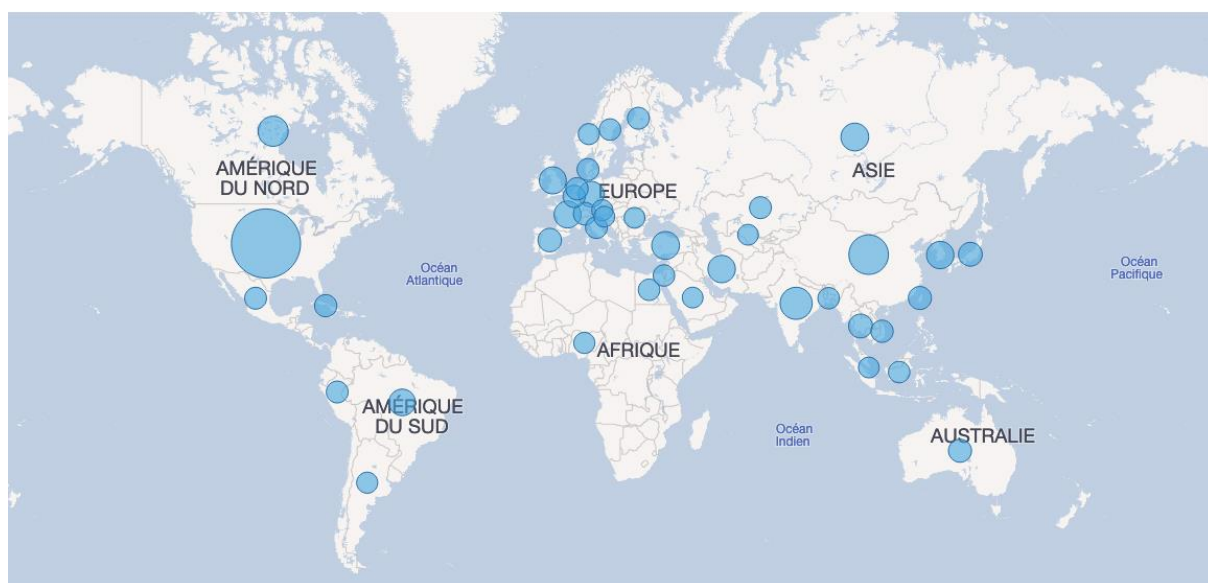 AMÉRIQUE
DU NORD
ASIE
EUROPE
Océan
Atlantique
Océan
Pacifique
AFRIQUE
AMÉRIQUE
DU SUD
Océan
Indien
AUSTRALIE